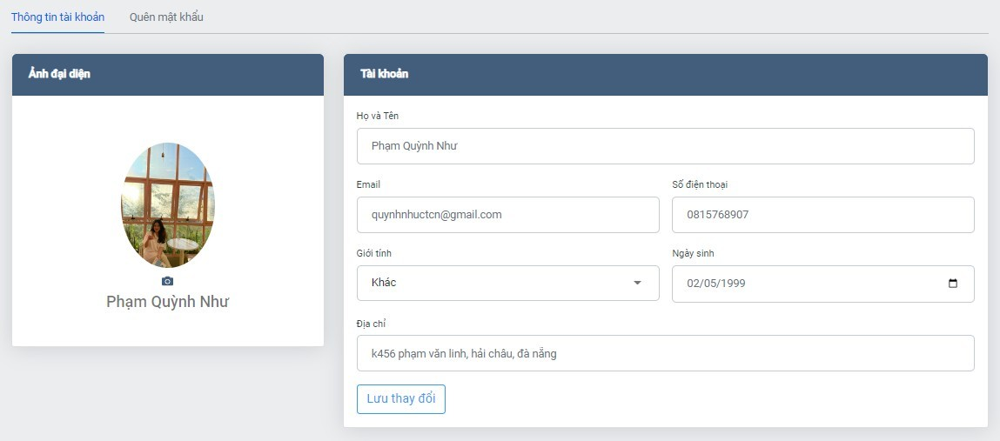 Thông tin tài khoản
Quên mật khẩu
Ảnh đại diện
Phạm Quỳnh Như
Tài khoản
Họ và Tên
Phạm Quỳnh Như
Email
Số điện thoại
quynhnhuctcn@gmail.com
0815768907
Giới tính
Ngày sinh
Khác
02/05/1999
Địa chỉ
k456 phạm văn linh, hải châu, đà nẵng
Lưu thay đổi